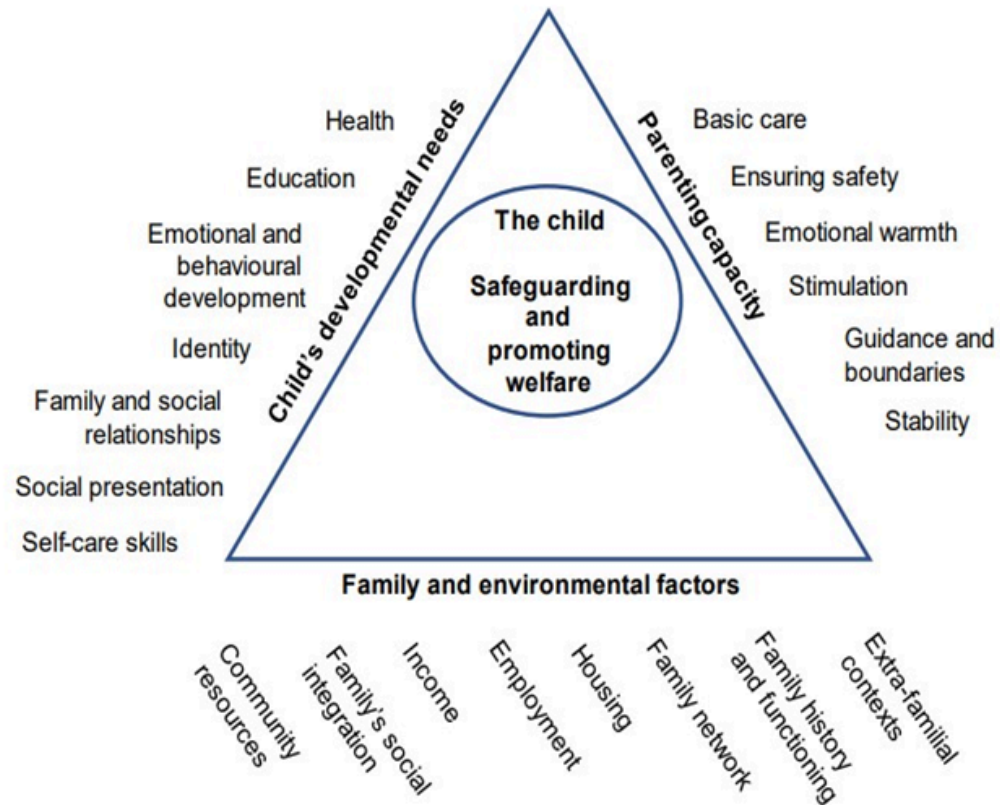 Health
Education
Emotional and
behavioural
development
Identity
Family and social
relationships
Social presentation
Self-care skills
Child's developmental needs
The child
Safeguarding
and
promoting
welfare
Parenting capacity
Basic care
Ensuring safety
Emotional warmth
Stimulation
Guidance and
boundaries
Stability
Family and environmental factors
Community
resources
Family's social
integration
Income
Employment
Housing
Family network
Family history
and functioning
Extra-familial
contexts